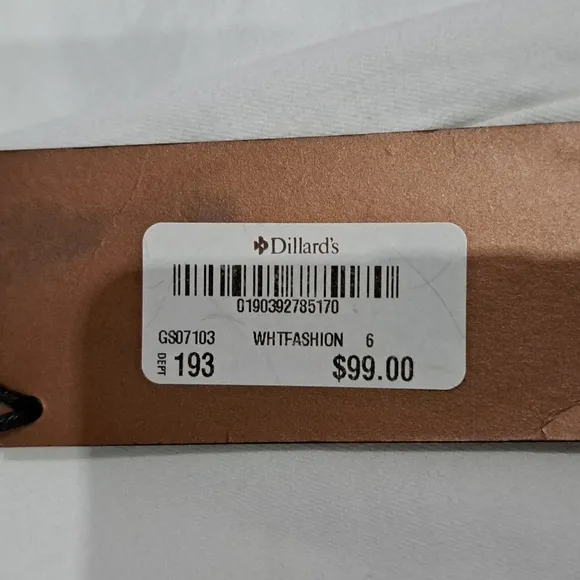 Dillard's
0190392785170
GS07103 WHTFASHION 6
DEPT 193 $99.00